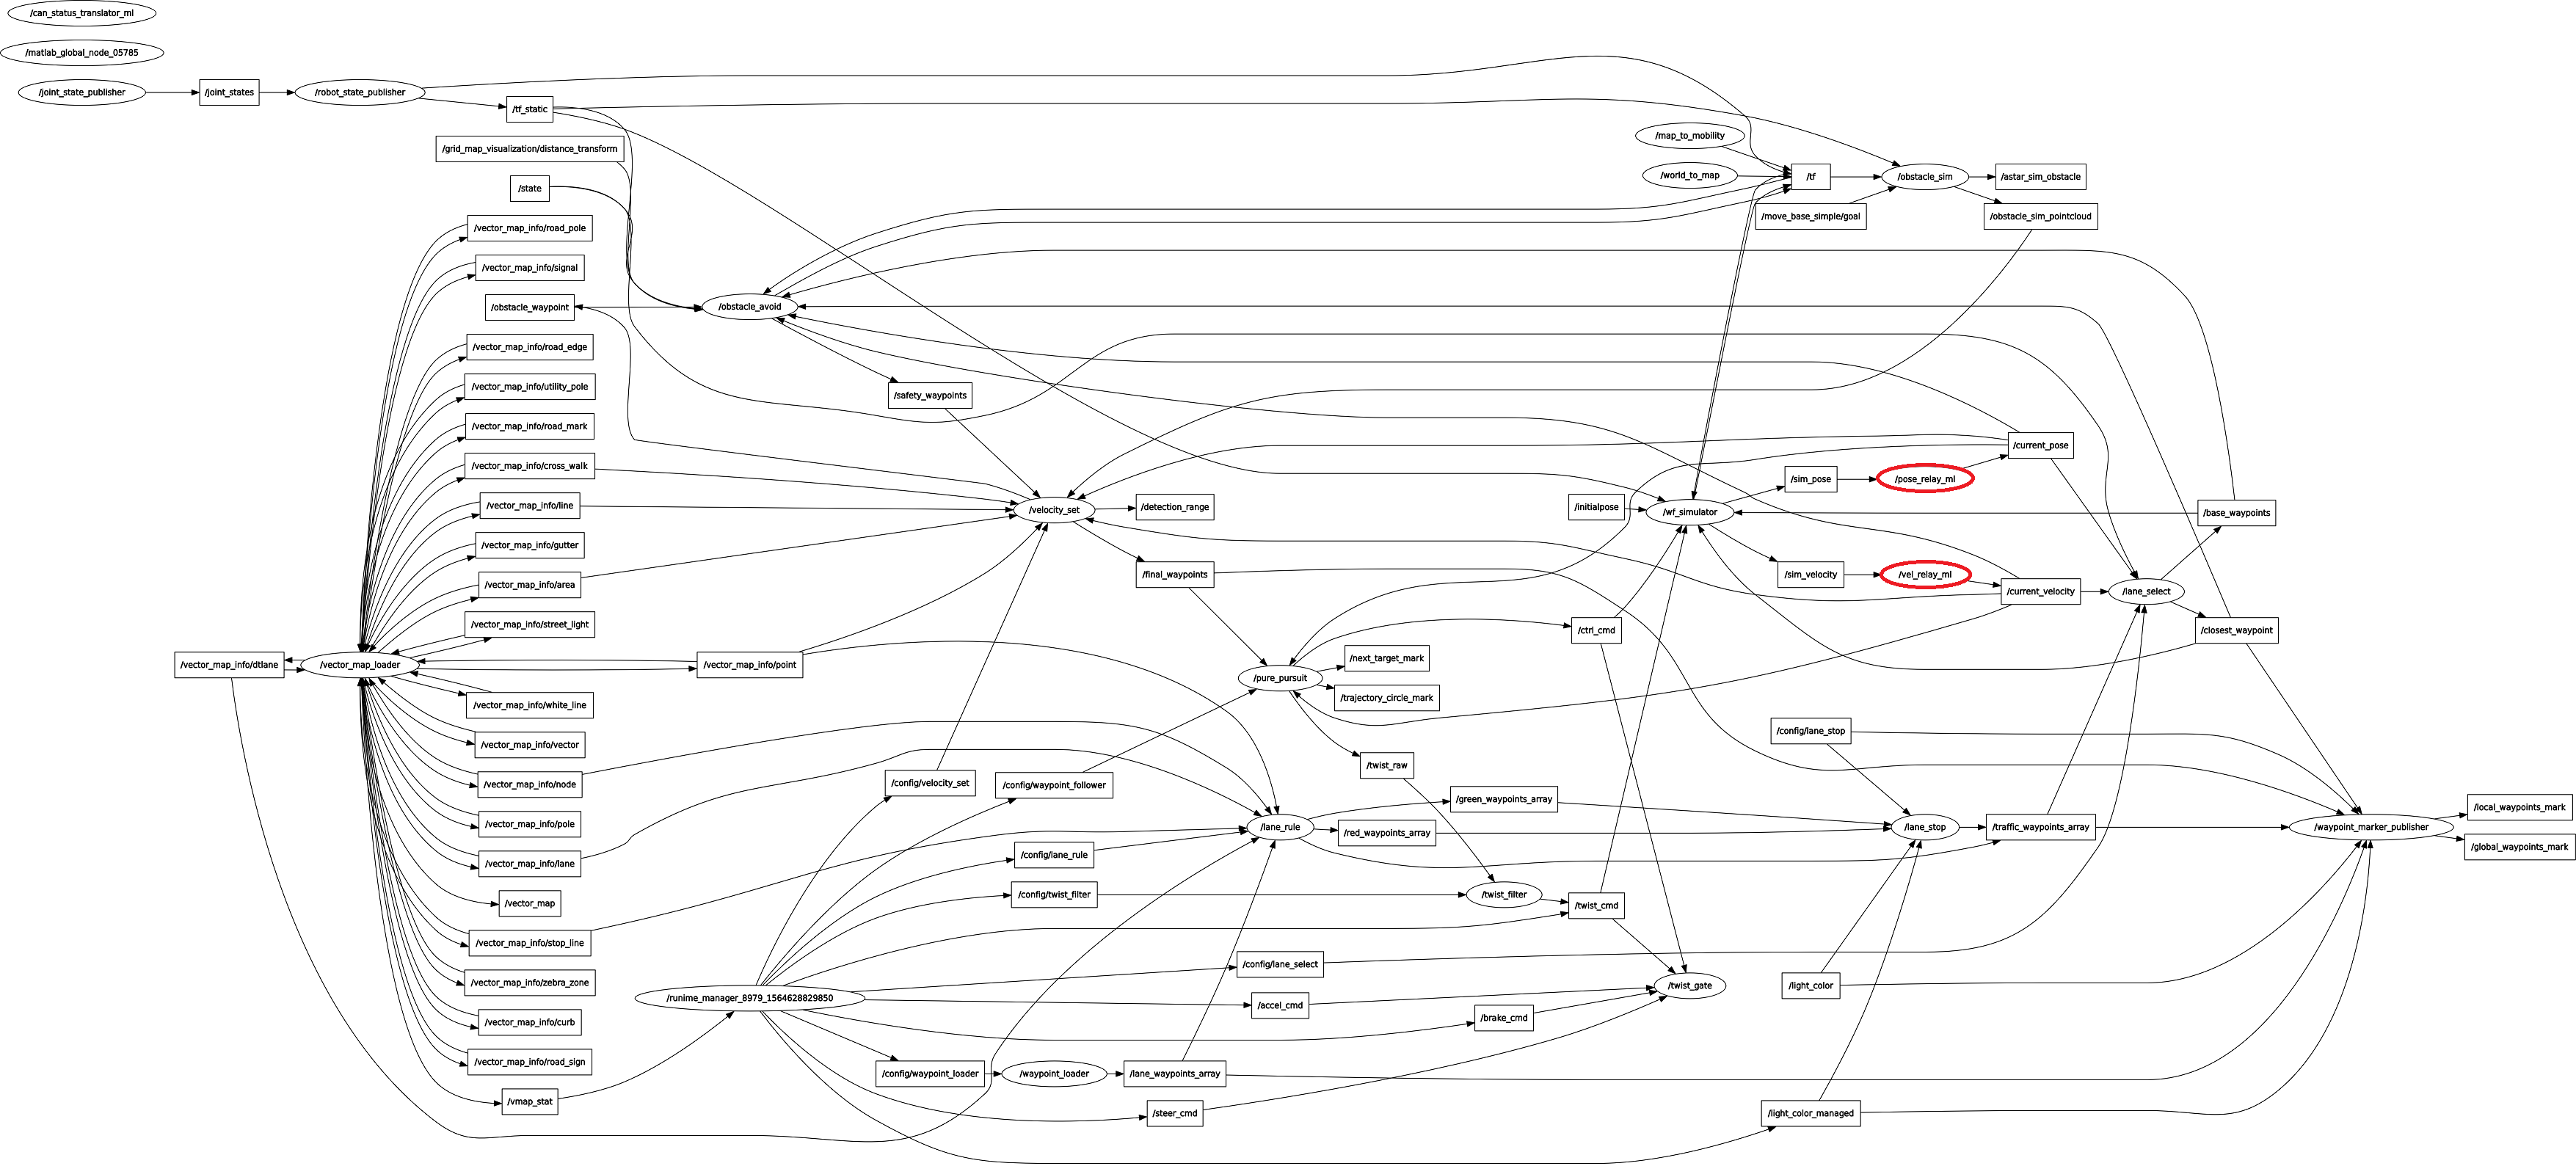 /can_status_translator_ml
/matlab_global_node_05785
/joint_state_publisher
/joint_states
/robot_state_publisher
/tf_static
/grid_map_visualization/distance_transform
/state
/map_to_mobility
/world_to_map
/tf
/obstacle_sim
/astar_sim_obstacle
/move_base_simple/goal
/obstacle_sim_pointcloud
/vector_map_info/road_pole
/vector_map_info/signal
/obstacle_waypoint
/obstacle_avoid
/vector_map_info/road_edge
/vector_map_info/utility_pole
/safety_waypoints
/vector_map_info/road_mark
/current_pose
/vector_map_info/cross_walk
/sim_pose
/pose_relay_ml
/vector_map_info/line
/velocity_set
/detection_range
/initialpose
/wf_simulator
/base_waypoints
/vector_map_info/gutter
/vector_map_info/area
/final_waypoints
/sim_velocity
/vel_relay_ml
/current_velocity
/lane_select
/vector_map_info/street_light
/ctrl_cmd
/closest_waypoint
/vector_map_info/dtlane
/vector_map_loader
/vector_map_info/point
/next_target_mark
/pure_pursuit
/trajectory_circle_mark
/vector_map_info/white_line
/config/lane_stop
/vector_map_info/vector
/twist_raw
/vector_map_info/node
/config/velocity_set
/config/waypoint_follower
/green_waypoints_array
/local_waypoints_mark
/vector_map_info/pole
/lane_rule
/red_waypoints_array
/lane_stop
/traffic_waypoints_array
/waypoint_marker_publisher
/global_waypoints_mark
/vector_map_info/lane
/config/lane_rule
/config/twist_filter
/twist_filter
/vector_map
/twist_cmd
/vector_map_info/stop_line
/config/lane_select
/vector_map_info/zebra_zone
/twist_gate
/light_color
/runime_manager_8979_1564628829850
/accel_cmd
/brake_cmd
/vector_map_info/curb
/vector_map_info/road_sign
/config/waypoint_loader
/waypoint_loader
/lane_waypoints_array
/vmap_stat
/steer_cmd
/light_color_managed